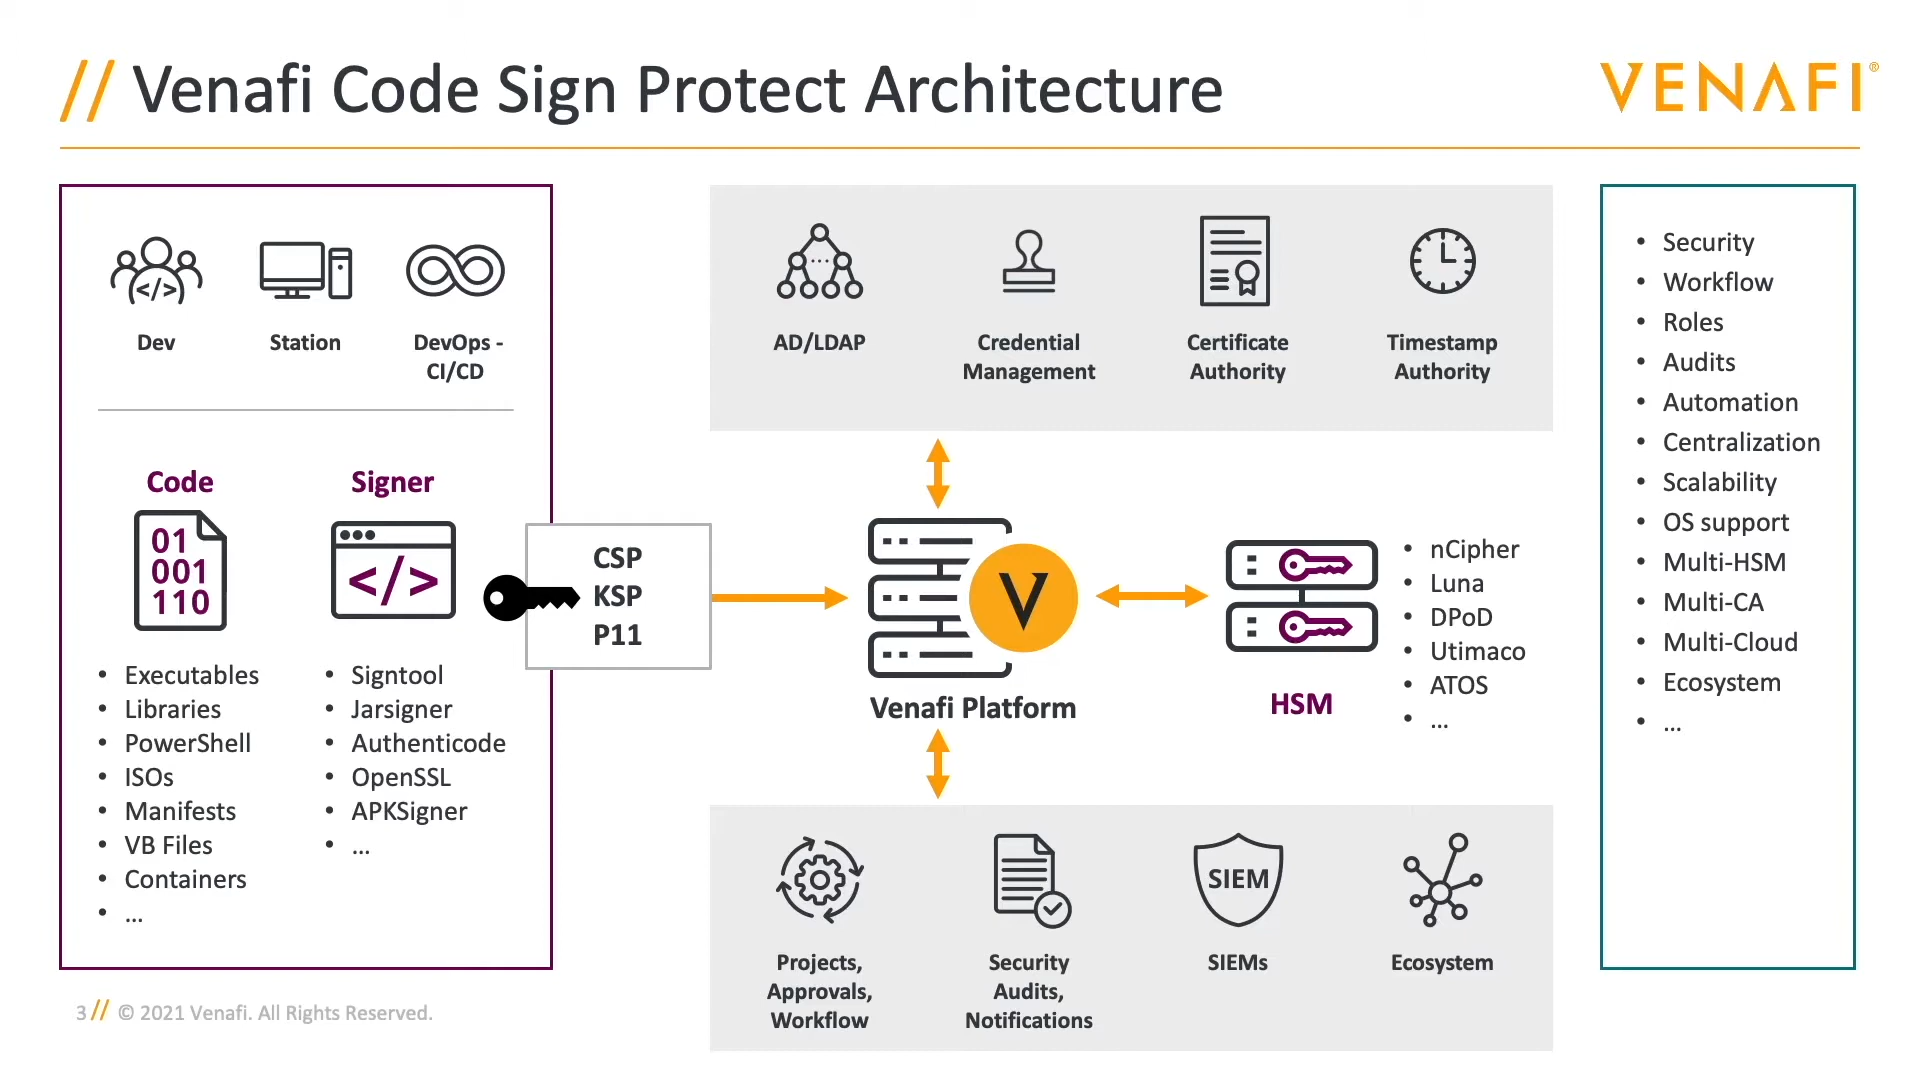 // Venafi Code Sign Protect Architecture
VENAFI®
</>
Dev
Station
DevOps -
CI/CD
Code
01
001
110
• Executables
• Libraries
• PowerShell
• ISOs
• Manifests
• VB Files
• Containers
• ...
Signer
</>
• Signtool
• Jarsigner
• Authenticode
• OpenSSL
• APKSigner
• ...
CSP
KSP
P11
AD/LDAP
Credential
Management
Certificate
Authority
Timestamp
Authority
V
Venafi Platform
HSM
• nCipher
• Luna
• DPoD
• Utimaco
• ATOS
• ...
Projects,
Approvals,
Workflow
Security
Audits,
Notifications
SIEM
SIEMs
Ecosystem
• Security
• Workflow
• Roles
• Audits
• Automation
• Centralization
• Scalability
• OS support
• Multi-HSM
• Multi-CA
• Multi-Cloud
• Ecosystem
• ...
3 // © 2021 Venafi. All Rights Reserved.